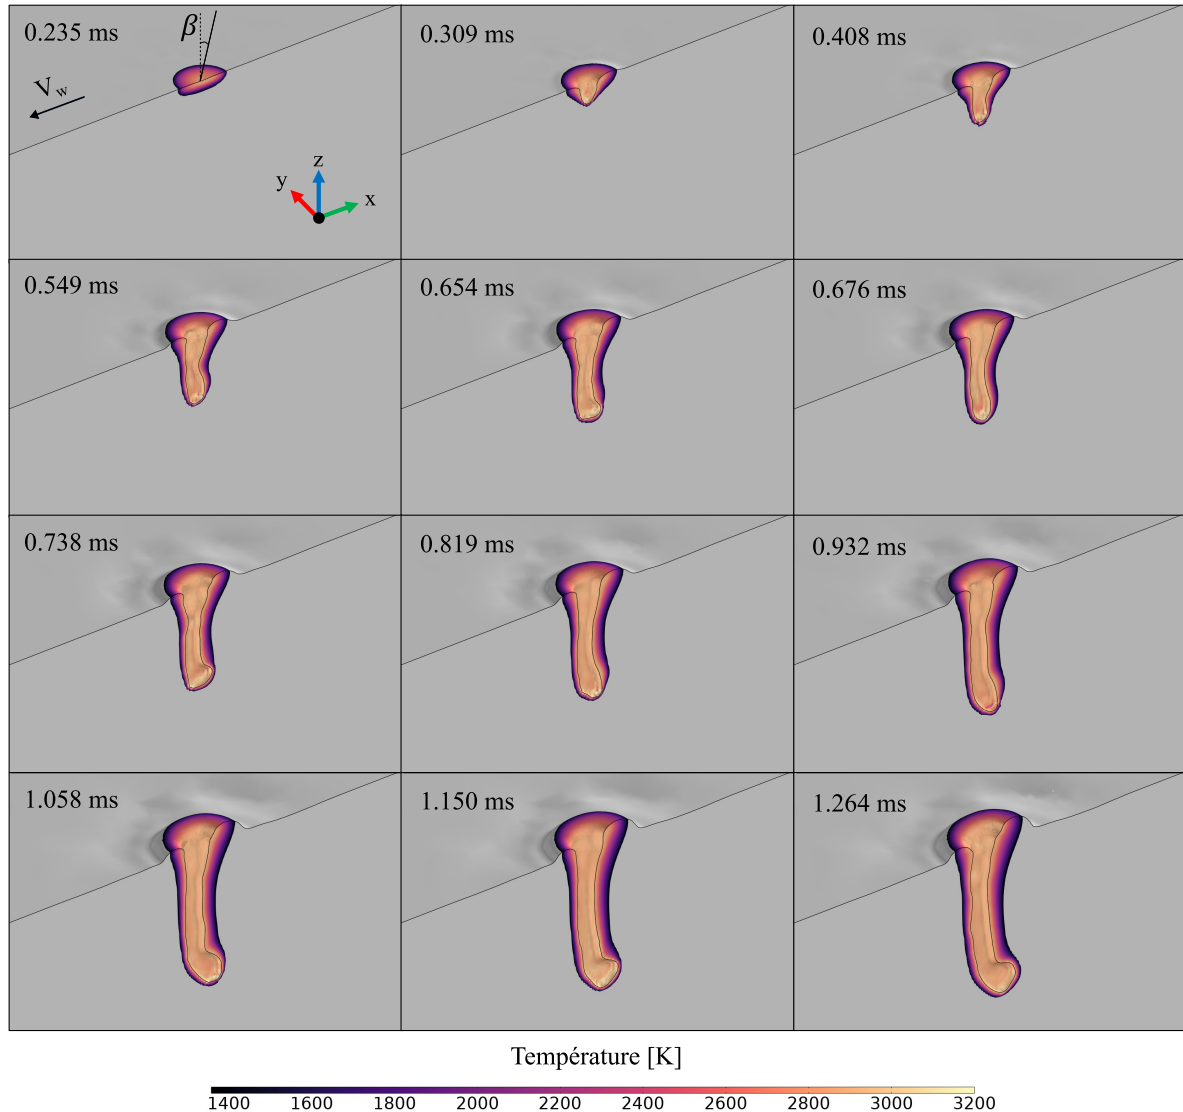 0.235 ms
β
V_w
z
y
x
0.309 ms
0.408 ms
0.549 ms
0.654 ms
0.676 ms
0.738 ms
0.819 ms
0.932 ms
1.058 ms
1.150 ms
1.264 ms
Température [K]
1400 1600 1800 2000 2200 2400 2600 2800 3000 3200